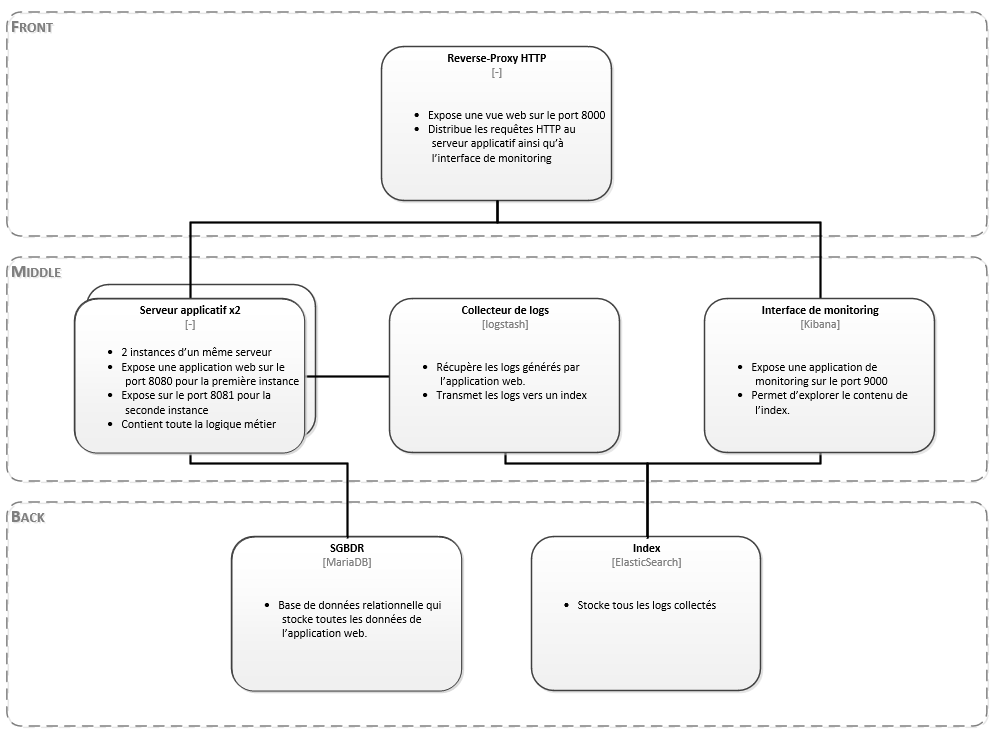 FRONT
Reverse-Proxy HTTP
[-]
• Expose une vue web sur le port 8000
• Distribue les requêtes HTTP au
serveur applicatif ainsi qu’à
l’interface de monitoring
MIDDLE
Serveur applicatif x2
[-]
• 2 instances d’un même serveur
• Expose une application web sur le
port 8080 pour la première instance
• Expose sur le port 8081 pour la
seconde instance
• Contient toute la logique métier
Collecteur de logs
[logstash]
• Récupère les logs générés par
l’application web.
• Transmet les logs vers un index
Interface de monitoring
[Kibana]
• Expose une application de
monitoring sur le port 9000
• Permet d’explorer le contenu de
l’index.
BACK
SGBDR
[MariaDB]
• Base de données relationnelle qui
stocke toutes les données de
l’application web.
Index
[ElasticSearch]
• Stocke tous les logs collectés